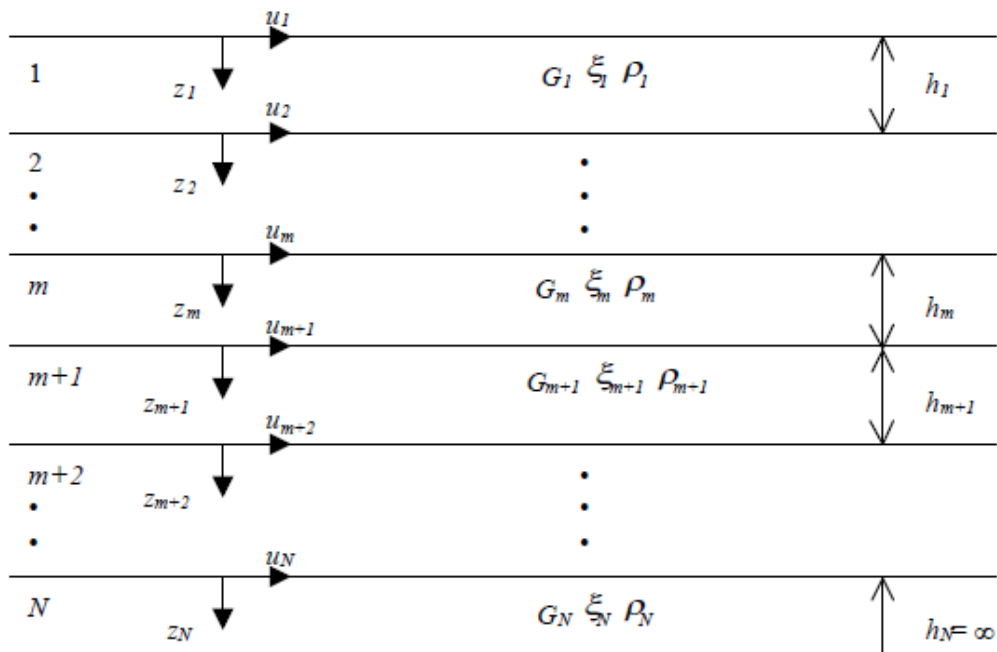 u1
1
z1
G1 ξ1 ρ1
h1
u2
2
z2
um
m
zm
Gm ξm ρm
hm
um+1
m+1
zm+1
Gm+1 ξm+1 ρm+1
hm+1
um+2
m+2
zm+2
uN
N
zN
GN ξN ρN
hN= ∞